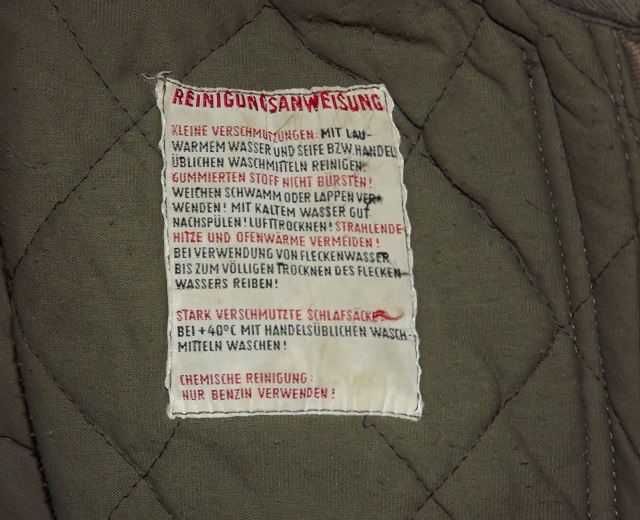 REINIGUNGSANWEISUNG
KLEINE VERSCHMUTZUNGEN: MIT LAU-
WARMEM WASSER UND SEIFE BZW. HANDEL
ÜBLICHEN WASCHMITTELN REINIGEN.
GUMMIERTEN STOFF NICHT BÜRSTEN!
WEICHEN SCHWAMM ODER LAPPEN VER-
WENDEN! MIT KALTEM WASSER GUT
NACHSPÜLEN! LUFTTROCKNEN! STRAHLENDE
HITZE UND OFENWÄRME VERMEIDEN!
BEI VERWENDUNG VON FLECKENWASSER
BIS ZUM VÖLLIGEN TROCKNEN DES FLECKEN-
WASSERS REIBEN!
STARK VERSCHMUTZTE SCHLAFSÄCKE:
BEI +40°C MIT HANDELSÜBLICHEN WASCH-
MITTELN WASCHEN!
CHEMISCHE REINIGUNG:
NUR BENZIN VERWENDEN!